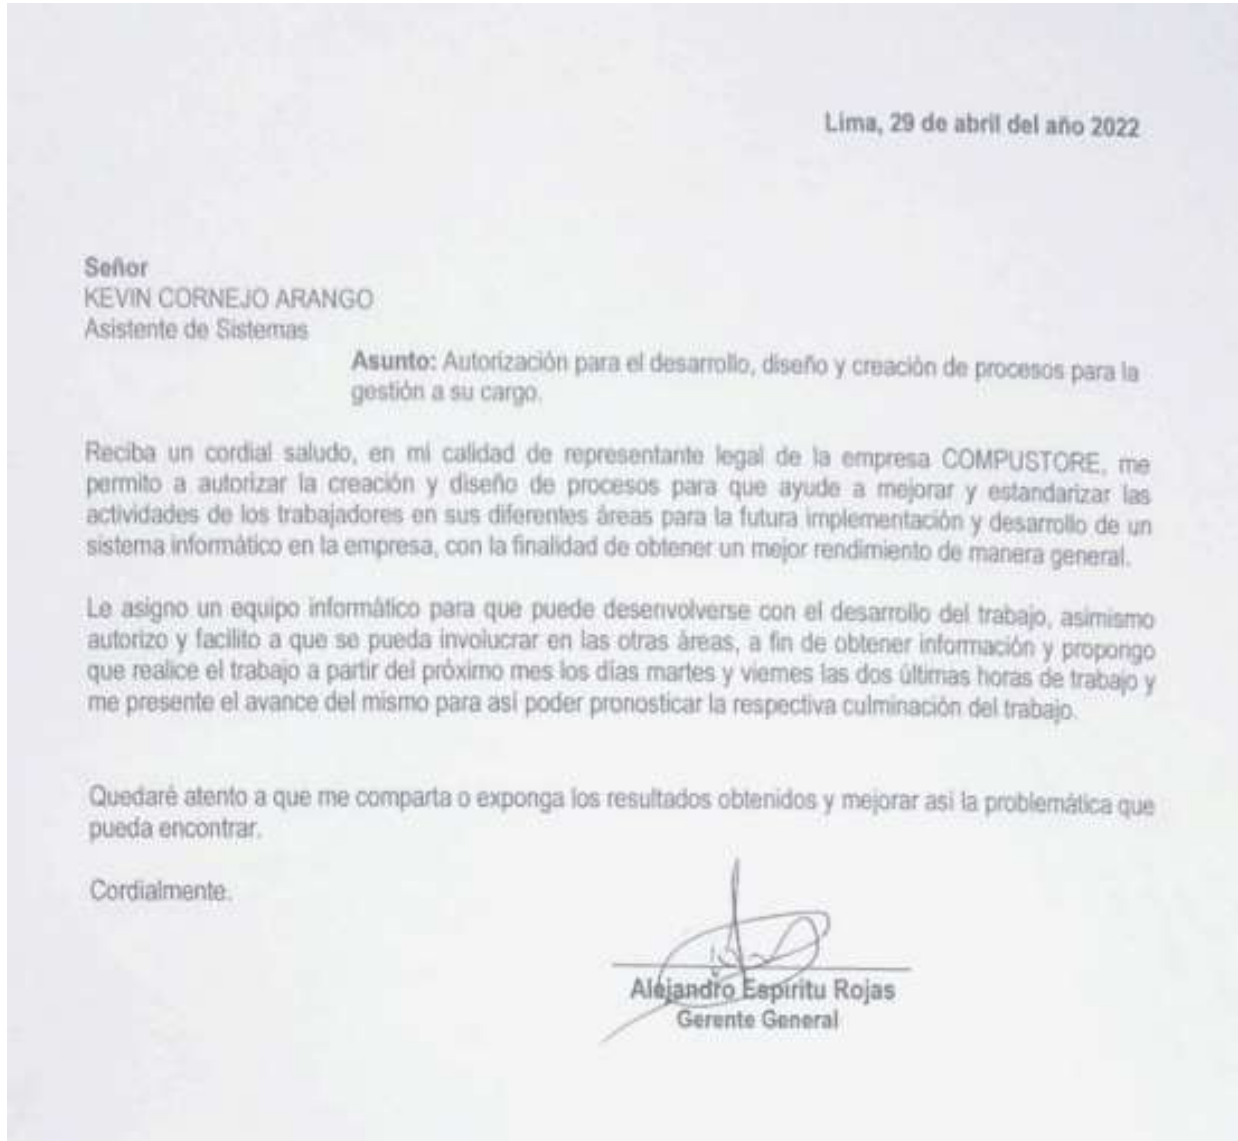 Lima, 29 de abril del año 2022
Señor
KEVIN CORNEJO ARANGO
Asistente de Sistemas
Asunto: Autorización para el desarrollo, diseño y creación de procesos para la
gestión a su cargo.
Reciba un cordial saludo, en mi calidad de representante legal de la empresa COMPUSTORE, me
permito a autorizar la creación y diseño de procesos para que ayude a mejorar y estandarizar las
actividades de los trabajadores en sus diferentes áreas para la futura implementación y desarrollo de un
sistema informático en la empresa, con la finalidad de obtener un mejor rendimiento de manera general.
Le asigno un equipo informático para que puede desenvolverse con el desarrollo del trabajo, asimismo
autorizo y facilito a que se pueda involucrar en las otras áreas, a fin de obtener información y propongo
que realice el trabajo a partir del próximo mes los días martes y viernes las dos últimas horas de trabajo y
me presente el avance del mismo para así poder pronosticar la respectiva culminación del trabajo.
Quedaré atento a que me comparta o exponga los resultados obtenidos y mejorar así la problemática que
pueda encontrar.
Cordialmente.
Alejandro Espíritu Rojas
Gerente General